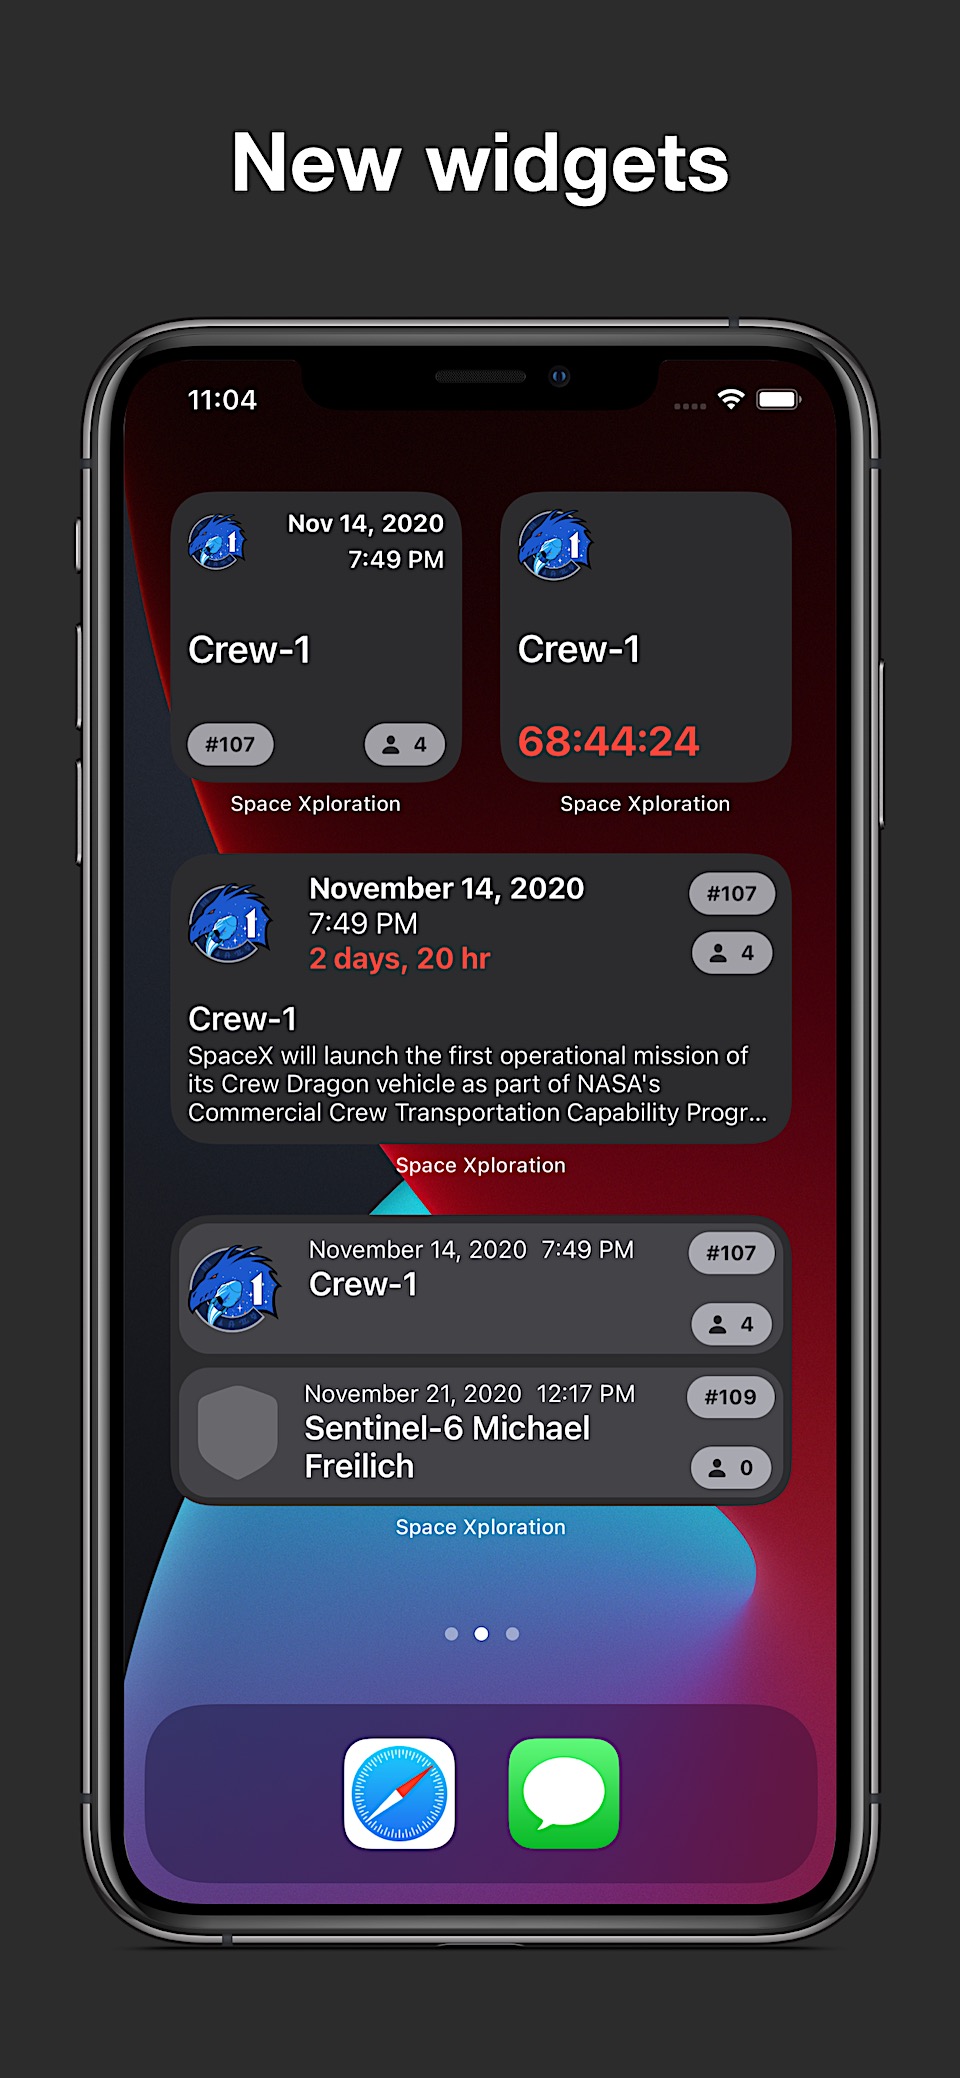 New widgets
11:04
Nov 14, 2020
7:49 PM
Crew-1
#107
4
Space Xploration
Crew-1
68:44:24
Space Xploration
November 14, 2020
7:49 PM
2 days, 20 hr
#107
4
Crew-1
SpaceX will launch the first operational mission of
its Crew Dragon vehicle as part of NASA's
Commercial Crew Transportation Capability Progr...
Space Xploration
November 14, 2020 7:49 PM
Crew-1
#107
4
November 21, 2020 12:17 PM
Sentinel-6 Michael
Freilich
#109
0
Space Xploration